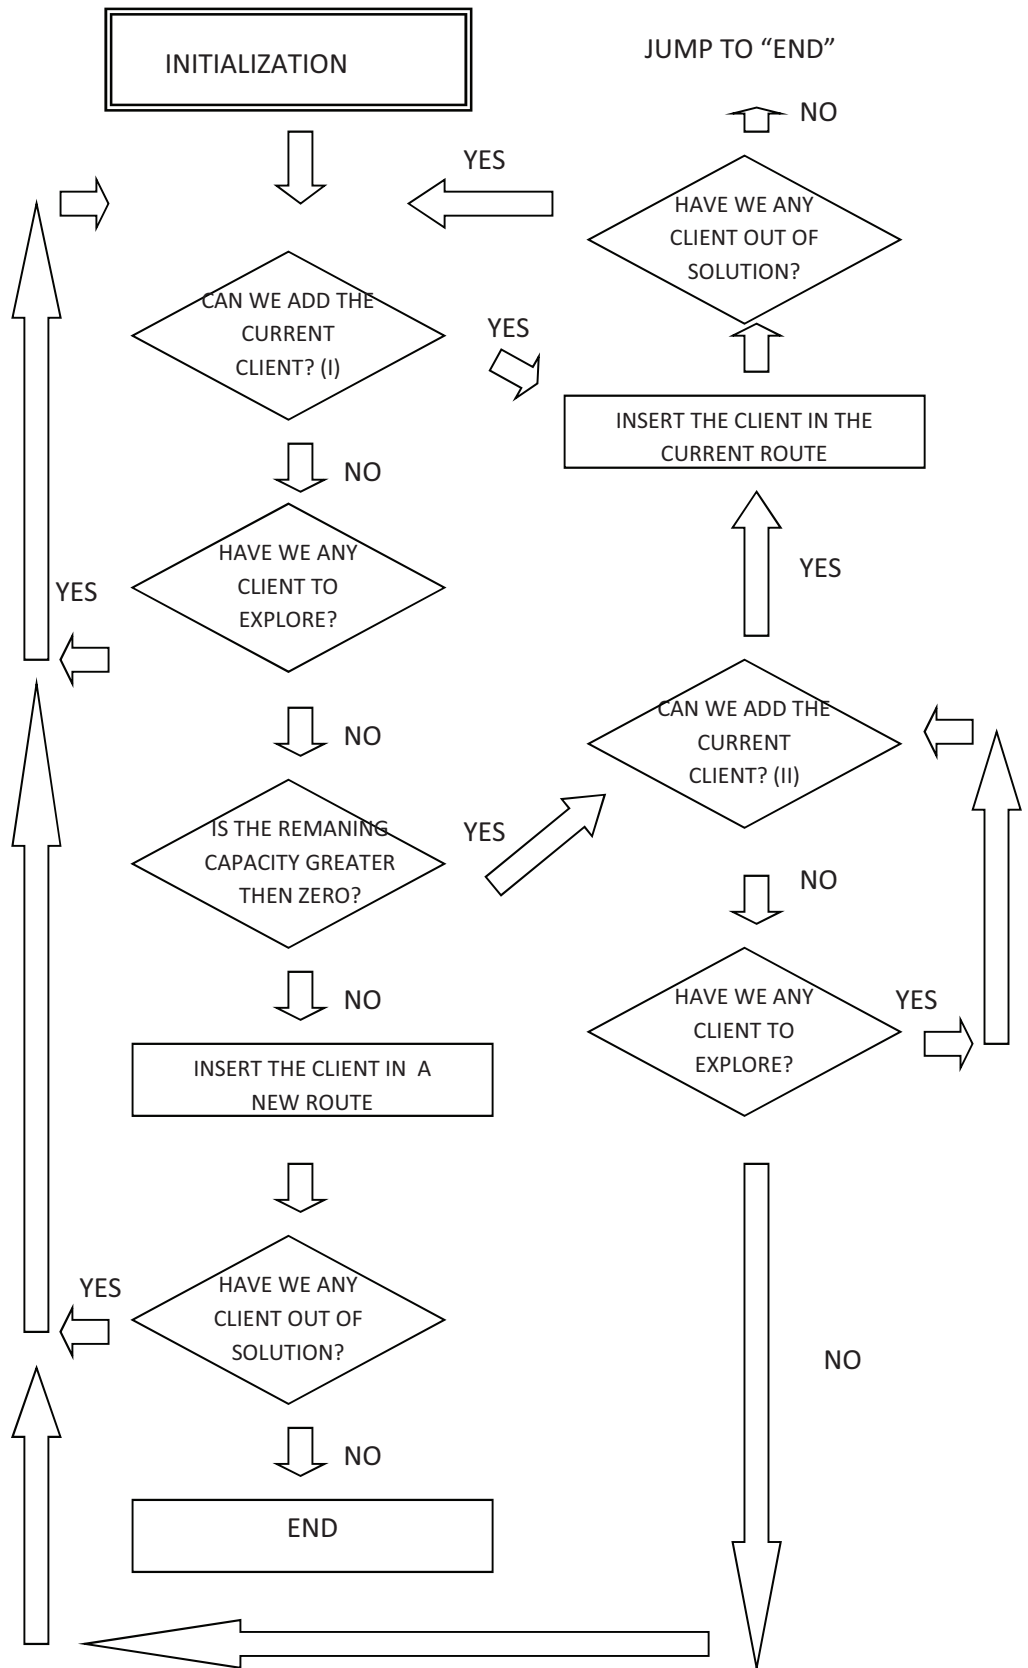 INITIALIZATION
JUMP TO “END”
NO
YES
HAVE WE ANY
CLIENT OUT OF
SOLUTION?
CAN WE ADD THE
CURRENT
CLIENT? (I)
YES
INSERT THE CLIENT IN THE
CURRENT ROUTE
NO
HAVE WE ANY
CLIENT TO
EXPLORE?
YES
YES
CAN WE ADD THE
CURRENT
CLIENT? (II)
NO
IS THE REMANING
CAPACITY GREATER
THEN ZERO?
YES
NO
HAVE WE ANY
CLIENT TO
EXPLORE?
YES
NO
INSERT THE CLIENT IN A
NEW ROUTE
HAVE WE ANY
CLIENT OUT OF
SOLUTION?
YES
NO
NO
END